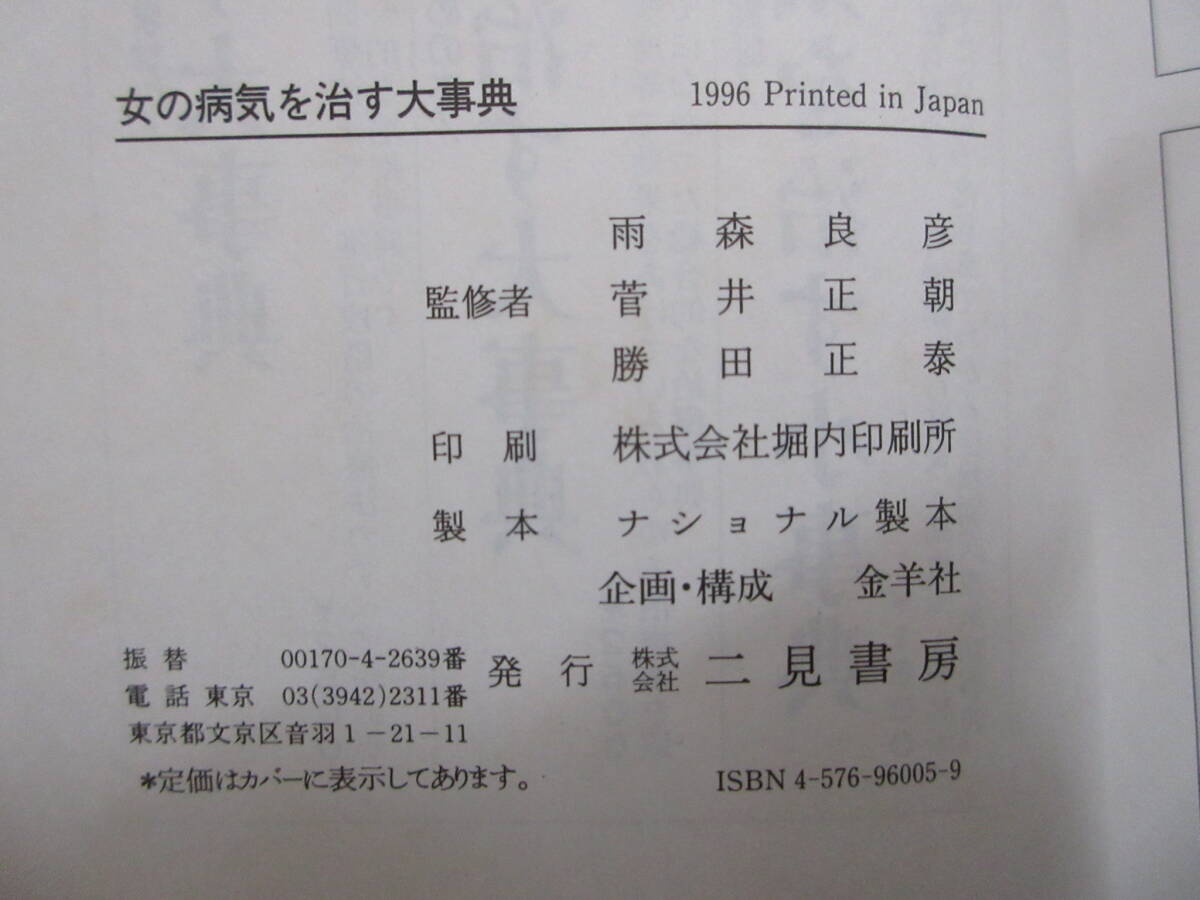 女の病気を治す大事典 1996 Printed in Japan
雨森良彦
監修者 菅井正朝
勝田正泰
印刷 株式会社堀内印刷所
製本 ナショナル製本
企画・構成 金羊社
発行 株式会社 二見書房
振替 00170-4-2639番
電話 東京 03(3942)2311番
東京都文京区音羽1-21-11
*定価はカバーに表示してあります。
ISBN 4-576-96005-9